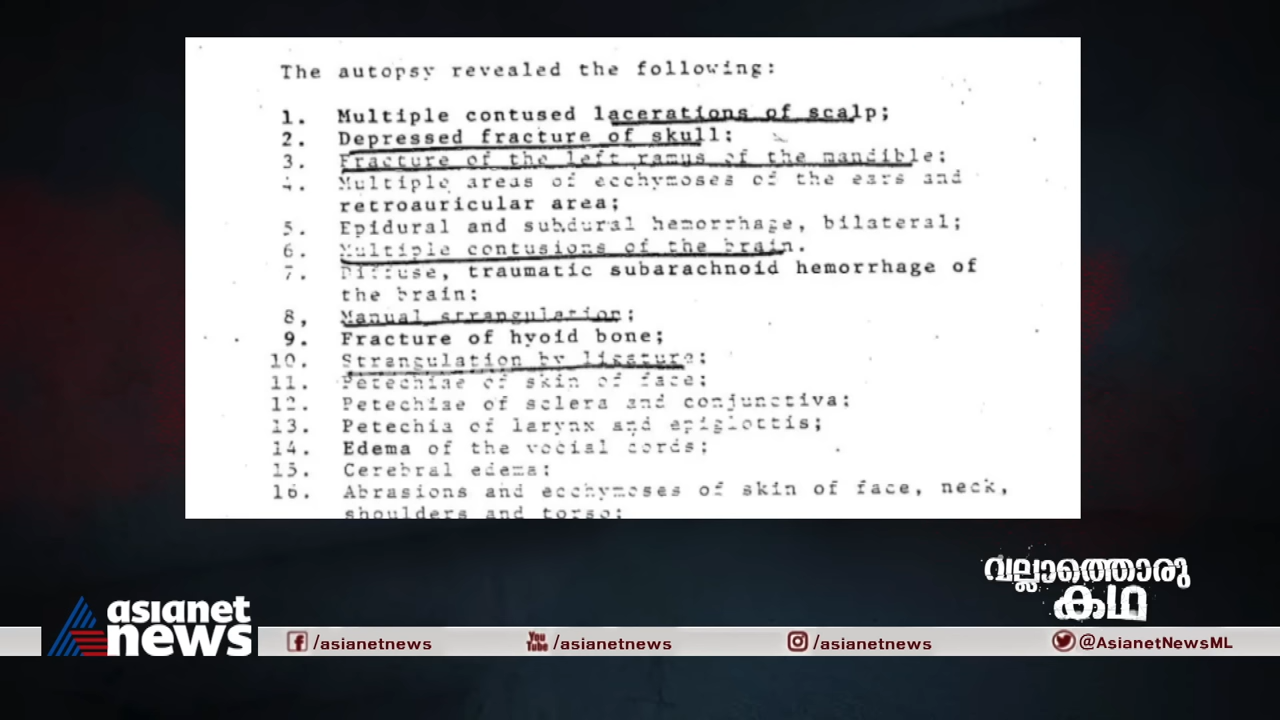 The autopsy revealed the following:
1. Multiple contused lacerations of scalp;
2. Depressed fracture of skull;
3. Fracture of the left ramus of the mandible;
4. Multiple areas of ecchymoses of the ears and
retroauricular area;
5. Epidural and subdural hemorrhage, bilateral;
6. Multiple contusions of the brain.
7. Diffuse, traumatic subarachnoid hemorrhage of
the brain;
8, Manual strangulation;
9. Fracture of hyoid bone;
10. Strangulation by ligature;
11. Petechiae of skin of face;
12. Petechiae of sclera and conjunctiva;
13. Petechia of larynx and epiglottis;
14. Edema of the vocial cords;
15. Cerebral edema;
16. Abrasions and ecchymoses of skin of face, neck,
shoulders and torso;
വല്ലാത്തൊരു
കഥ
asianet
news
f /asianetnews
You
Tube /asianetnews
/asianetnews
@AsianetNewsML